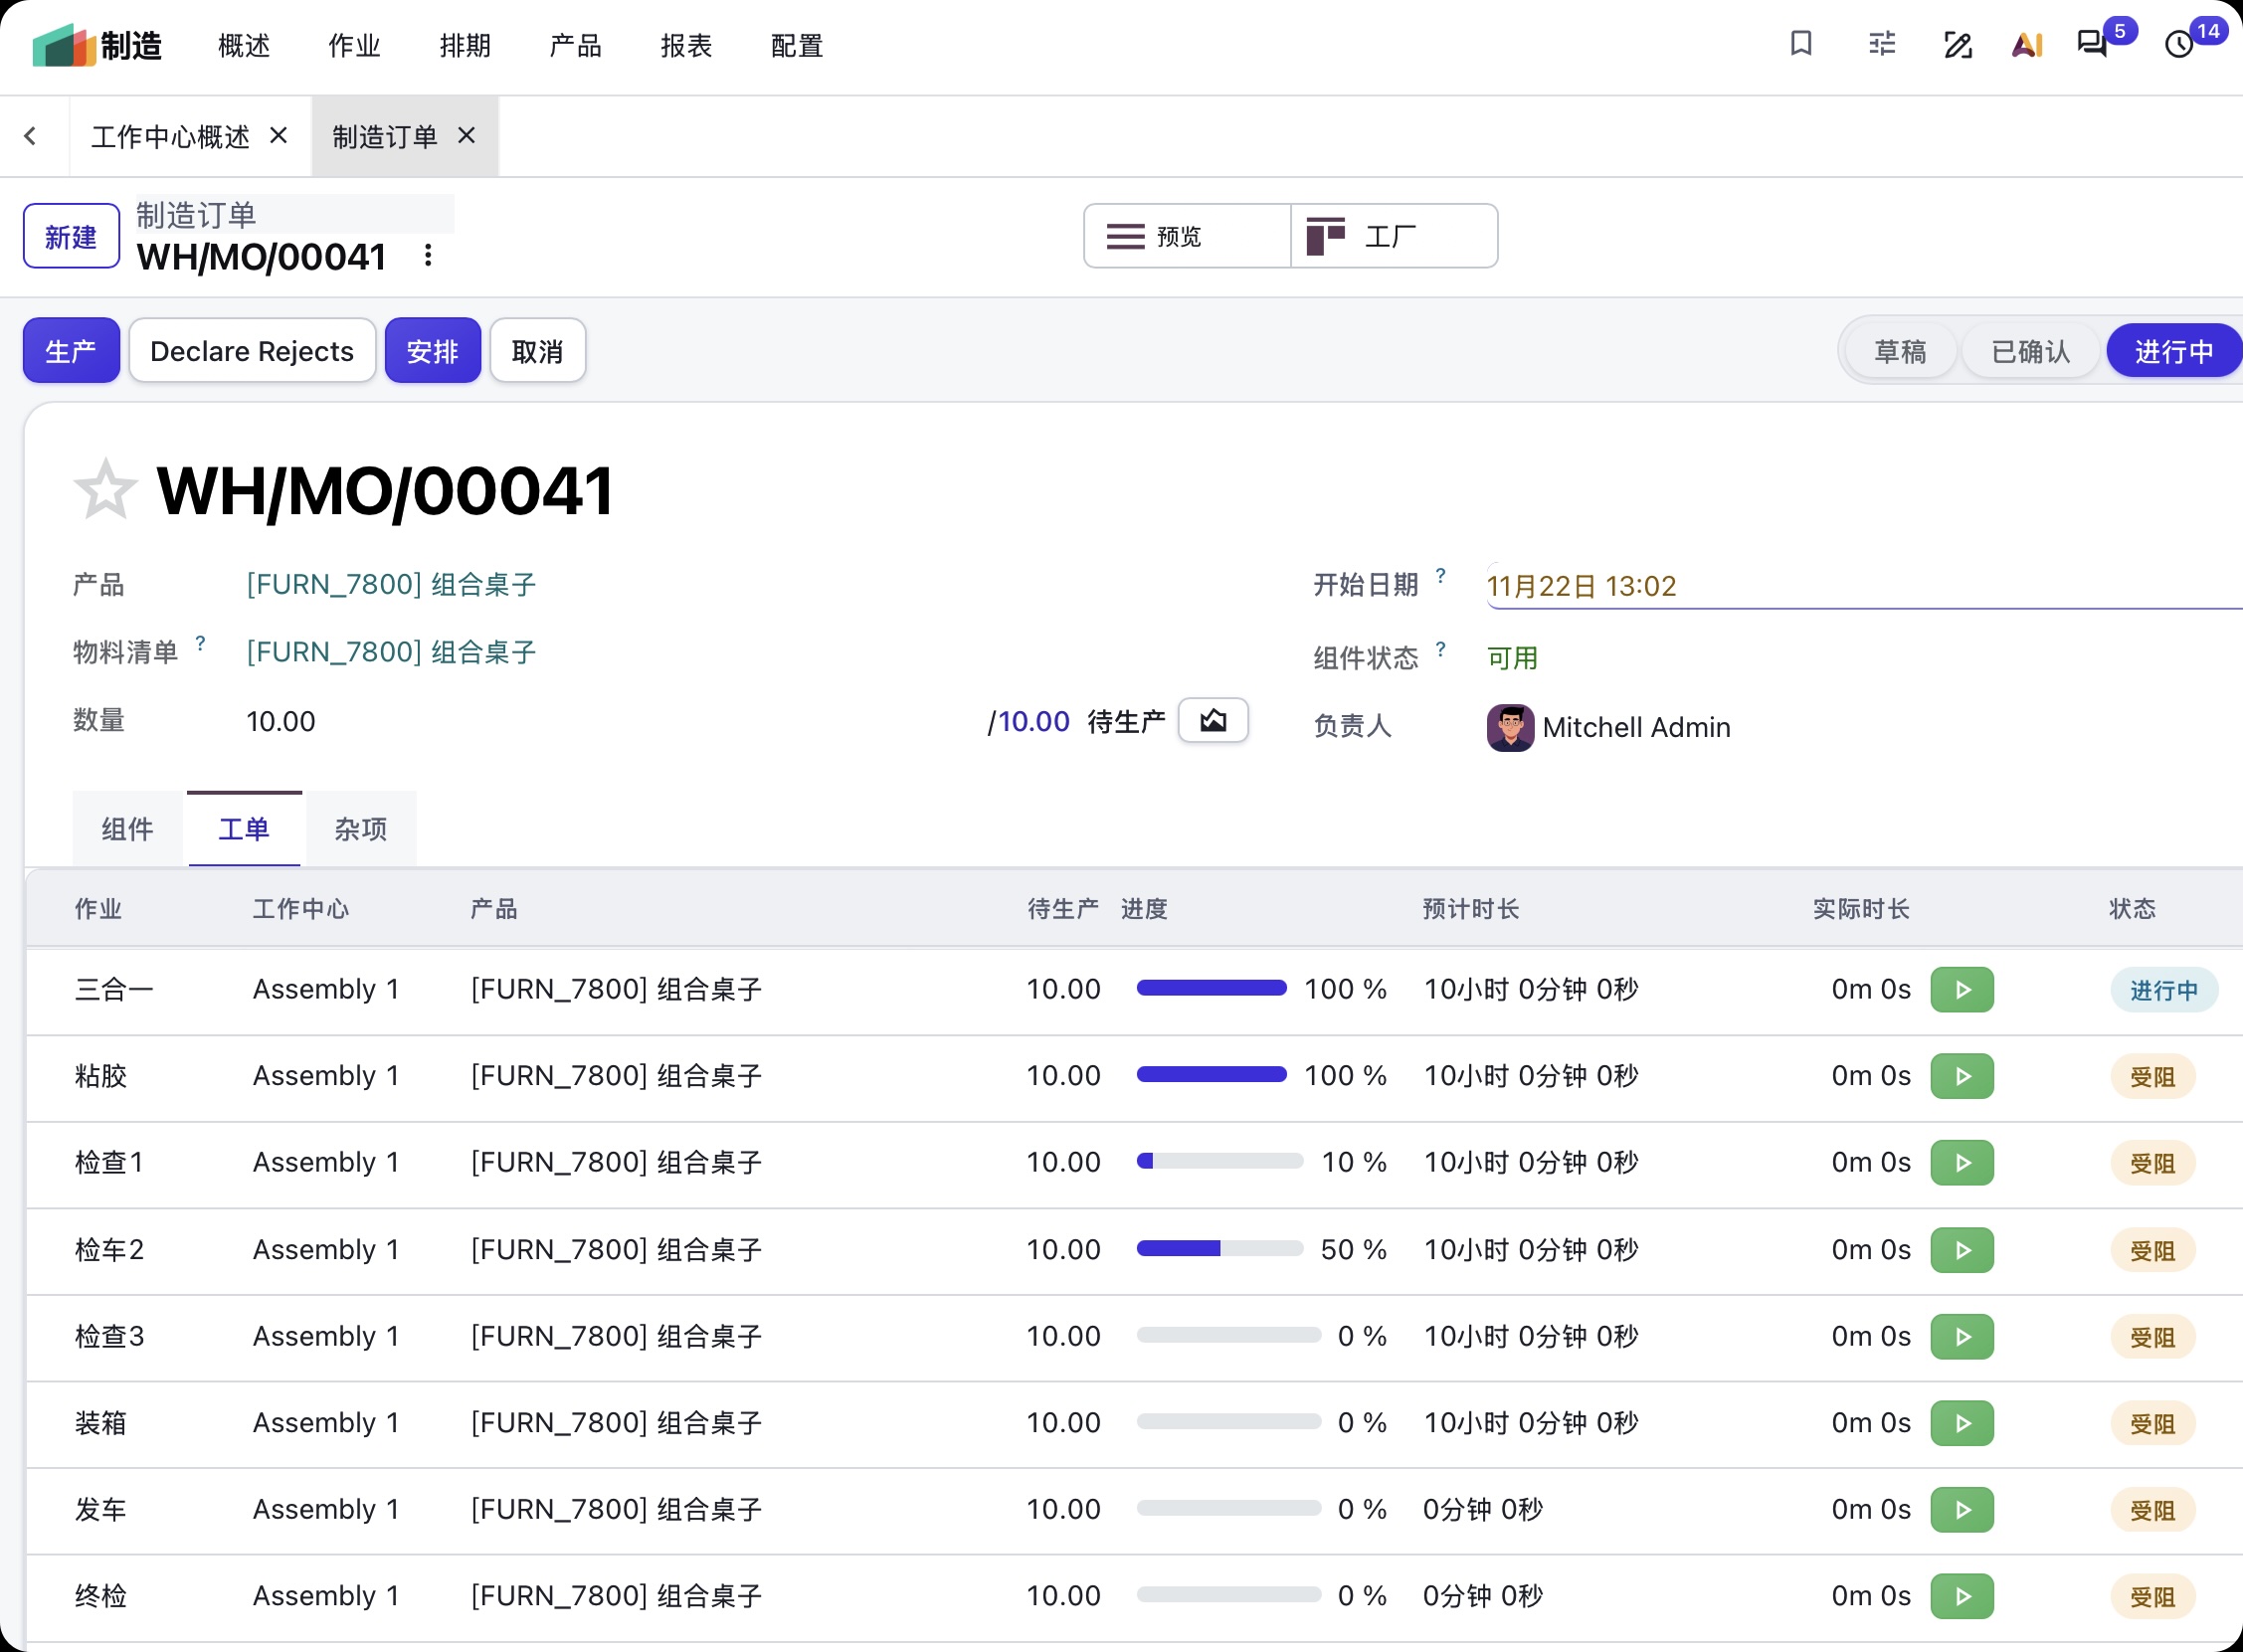 制造 概述 作业 排期 产品 报表 配置 AI 5 14
工作中心概述 制造订单
新建 制造订单 预览 工厂
WH/MO/00041
生产 Declare Rejects 安排 取消 草稿 已确认 进行中
WH/MO/00041
产品 [FURN_7800] 组合桌子 开始日期 ? 11月22日 13:02
物料清单 ? [FURN_7800] 组合桌子 组件状态 ? 可用
数量 10.00 /10.00 待生产 负责人 Mitchell Admin
组件 工单 杂项
作业 工作中心 产品 待生产 进度 预计时长 实际时长 状态
三合一 Assembly 1 [FURN_7800] 组合桌子 10.00 100 % 10小时 0分钟 0秒 0m 0s 进行中
粘胶 Assembly 1 [FURN_7800] 组合桌子 10.00 100 % 10小时 0分钟 0秒 0m 0s 受阻
检查1 Assembly 1 [FURN_7800] 组合桌子 10.00 10 % 10小时 0分钟 0秒 0m 0s 受阻
检车2 Assembly 1 [FURN_7800] 组合桌子 10.00 50 % 10小时 0分钟 0秒 0m 0s 受阻
检查3 Assembly 1 [FURN_7800] 组合桌子 10.00 0 % 10小时 0分钟 0秒 0m 0s 受阻
装箱 Assembly 1 [FURN_7800] 组合桌子 10.00 0 % 10小时 0分钟 0秒 0m 0s 受阻
发车 Assembly 1 [FURN_7800] 组合桌子 10.00 0 % 0分钟 0秒 0m 0s 受阻
终检 Assembly 1 [FURN_7800] 组合桌子 10.00 0 % 0分钟 0秒 0m 0s 受阻